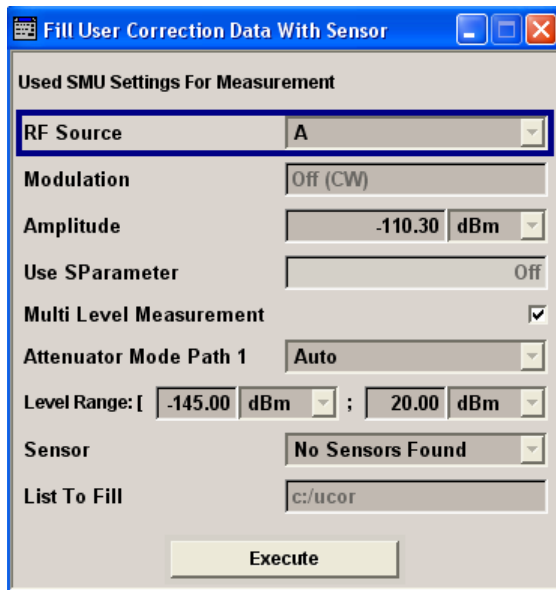 Fill User Correction Data With Sensor
Used SMU Settings For Measurement
RF Source A
Modulation Off (CW)
Amplitude -110.30 dBm
Use SParameter Off
Multi Level Measurement
Attenuator Mode Path 1 Auto
Level Range: [ -145.00 dBm ; 20.00 dBm
Sensor No Sensors Found
List To Fill c:/ucor
Execute